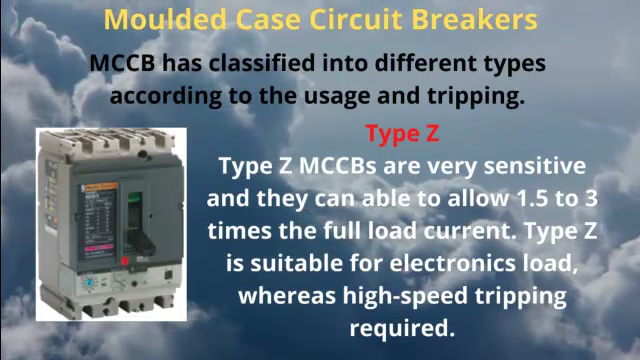 Moulded Case Circuit Breakers
MCCB has classified into different types
according to the usage and tripping.
Type Z
Type Z MCCBs are very sensitive
and they can able to allow 1.5 to 3
times the full load current. Type Z
is suitable for electronics load,
whereas high-speed tripping
required.